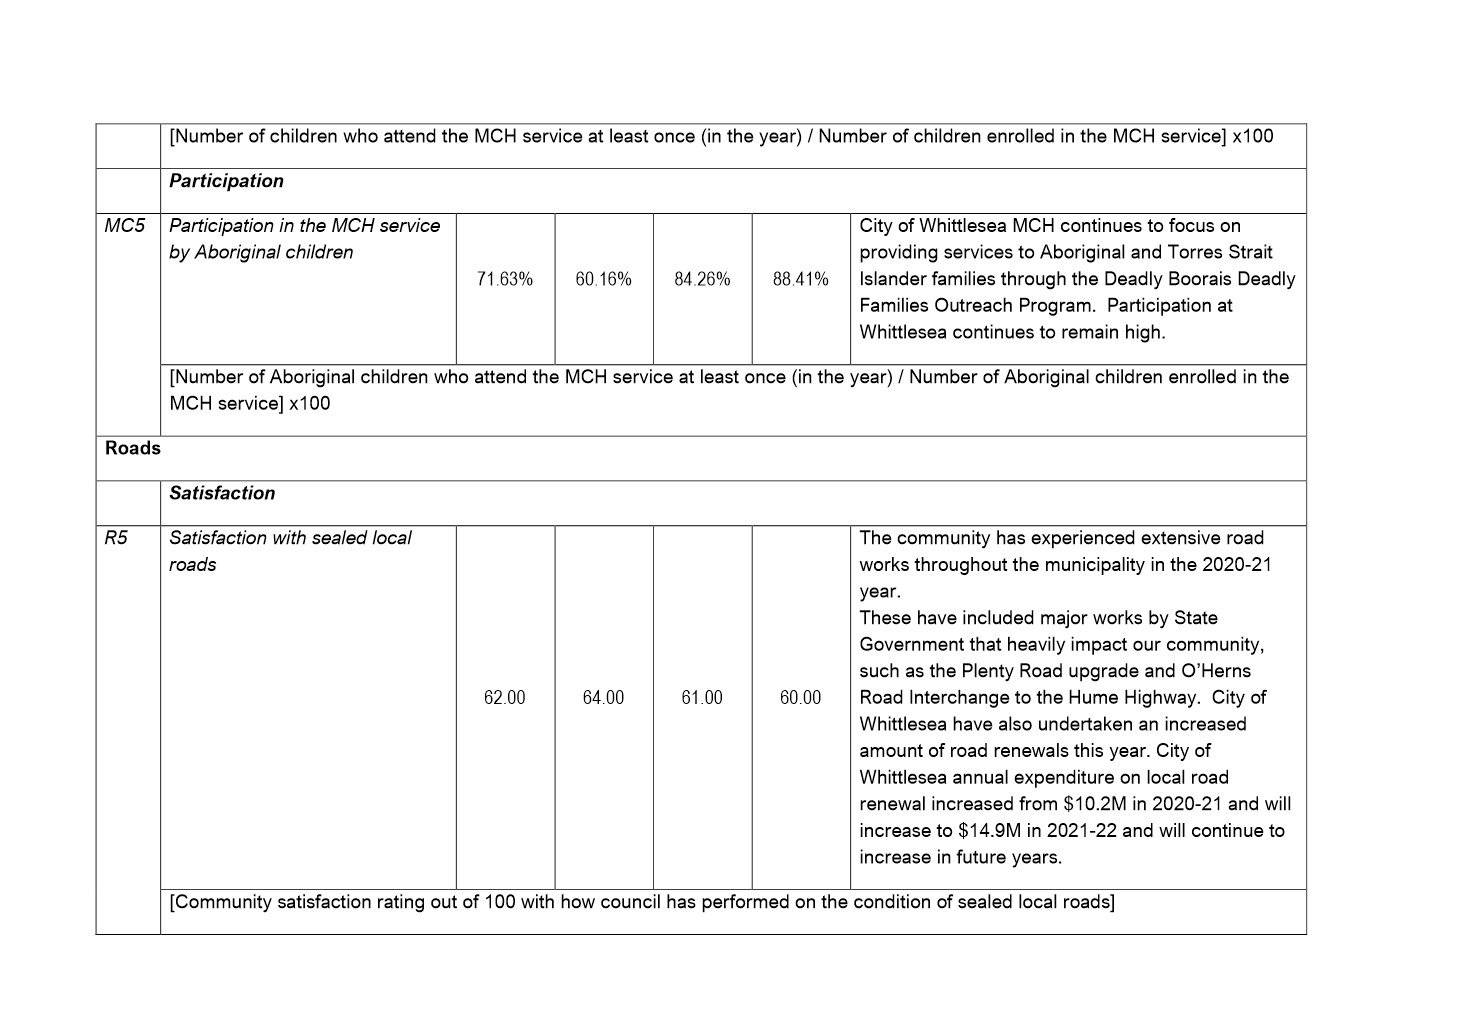 [Number of children who attend the MCH service at least once (in the year) / Number of children enrolled in the MCH service] x100
Participation
MC5
Participation in the MCH service
by Aboriginal children
71.63%
60.16%
84.26%
88.41%
City of Whittlesea MCH continues to focus on
providing services to Aboriginal and Torres Strait
Islander families through the Deadly Boorais Deadly
Families Outreach Program.  Participation at
Whittlesea continues to remain high.
[Number of Aboriginal children who attend the MCH service at least once (in the year) / Number of Aboriginal children enrolled in the
MCH service] x100
Roads
Satisfaction
R5
Satisfaction with sealed local
roads
62.00
64.00
61.00
60.00
The community has experienced extensive road
works throughout the municipality in the 2020-21
year.
These have included major works by State
Government that heavily impact our community,
such as the Plenty Road upgrade and O’Herns
Road Interchange to the Hume Highway.  City of
Whittlesea have also undertaken an increased
amount of road renewals this year. City of
Whittlesea annual expenditure on local road
renewal increased from $10.2M in 2020-21 and will
increase to $14.9M in 2021-22 and will continue to
increase in future years.
[Community satisfaction rating out of 100 with how council has performed on the condition of sealed local roads]